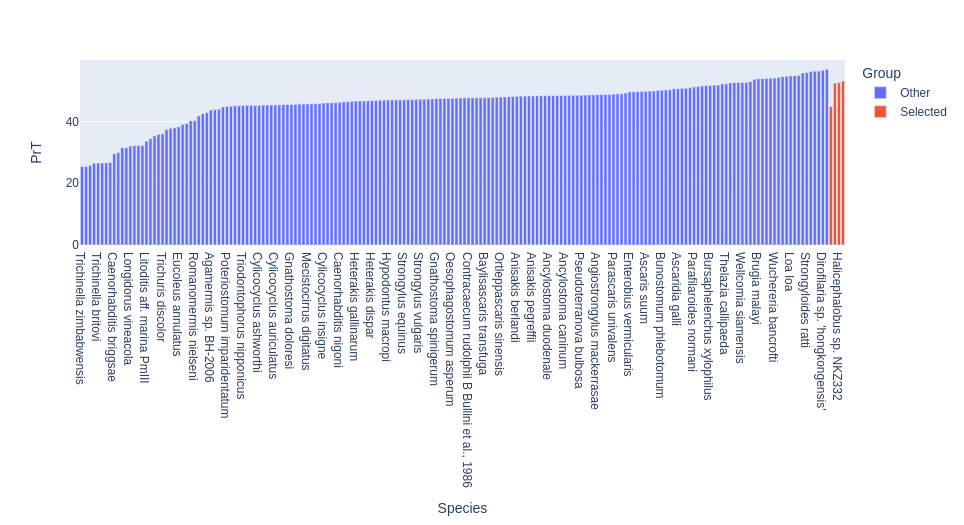 Group
Other
Selected
PrT
40
20
0
Trichinella zimbabwensis
Trichinella britovi
Caenorhabditis briggsae
Longidorus vineacola
Litoditis aff. marina PmIII
Trichuris discolor
Eucoleus annulatus
Romanomermis nielseni
Agamermis sp. BH-2006
Poteriostomum imparidentatum
Triodontophorus nipponicus
Cylicocyclus ashworthi
Cylicocyclus auriculatus
Gnathostoma doloresi
Mecistocirrus digitatus
Cylicocyclus insigne
Caenorhabditis nigoni
Heterakis gallinarum
Heterakis dispar
Hypodontus macropi
Strongylus equinus
Strongylus vulgaris
Gnathostoma spinigerum
Oesophagostomum asperum
Contracaecum rudolphii B Bullini et al., 1986
Baylisascaris transfuga
Ortleppascaris sinensis
Anisakis berlandi
Anisakis pegreffii
Ancylostoma duodenale
Ancylostoma caninum
Pseudoterranova bulbosa
Angiostrongylus mackerrasae
Parascaris univalens
Enterobius vermicularis
Ascaris suum
Bunostomum phlebotomum
Ascaridia galli
Parafilaroides normani
Bursaphelenchus xylophilus
Thelazia callipaeda
Wellcomia siamensis
Brugia malayi
Wuchereria bancrofti
Loa loa
Strongyloides ratti
Dirofilaria sp. 'hongkongensis'
Halicephalobus sp. NKZ332
Species